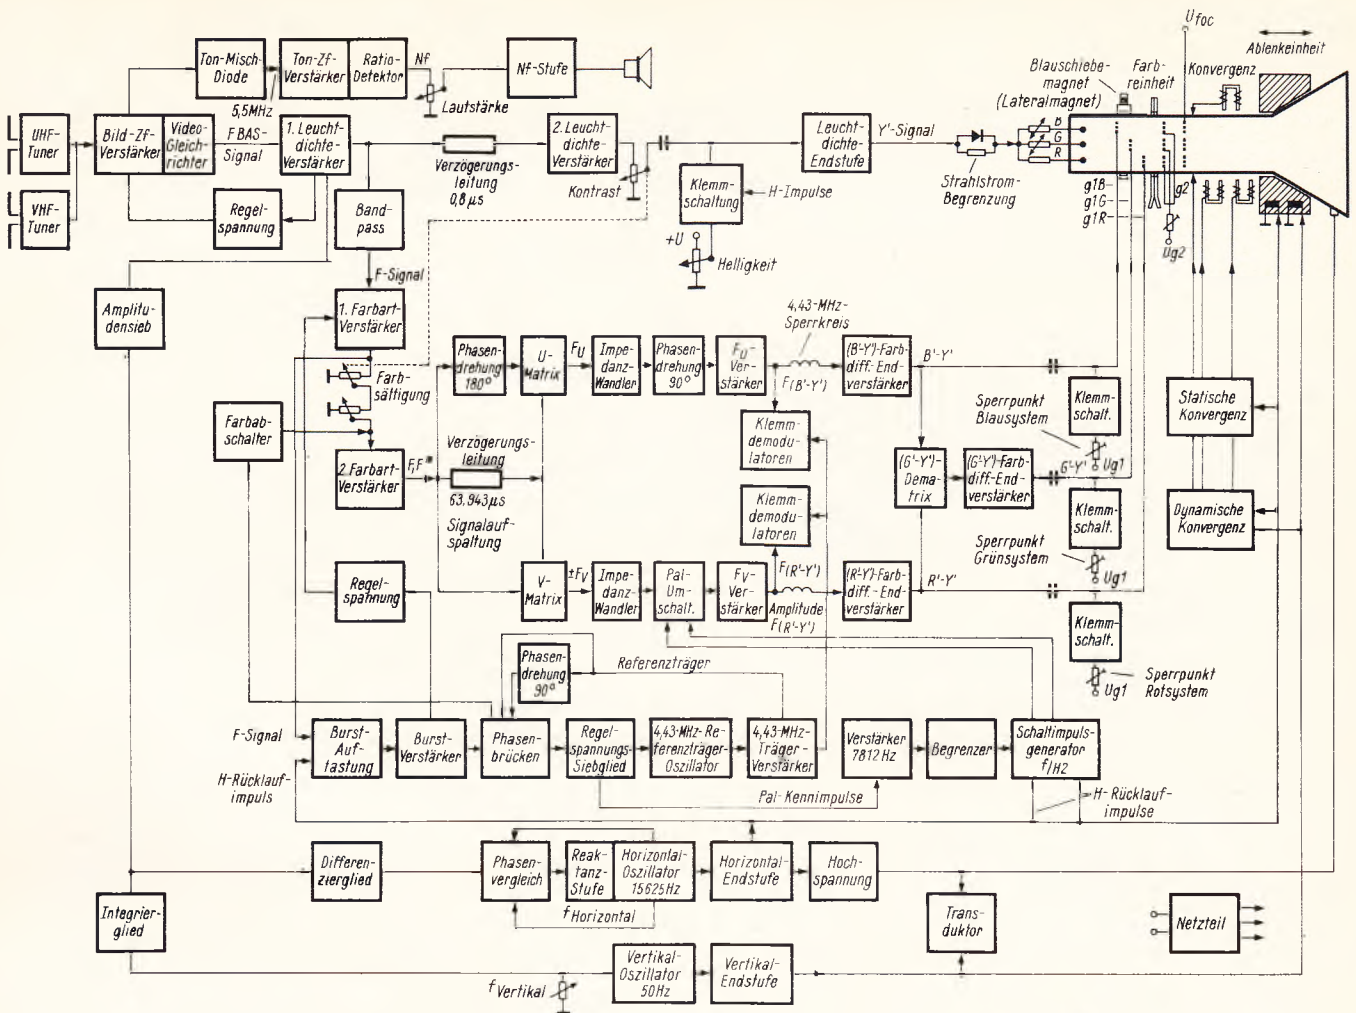 U foc
Ablenkeinheit
Ton-Misch-
Diode
Ton-Zf-
Verstärker
Ratio-
Detektor
Nf
Nf-Stufe
5,5MHz
Lautstärke
Blauschiebe-
magnet
(Lateralmagnet)
Farb-
reinheit
Konvergenz
UHF-
Tuner
VHF-
Tuner
Bild-Zf-
Verstärker
Video-
Gleich-
richter
FBAS-
Signal
1. Leucht-
dichte-
Verstärker
Verzögerungs-
leitung
0,8µs
2. Leucht-
dichte-
Verstärker
Kontrast
Leucht-
dichte-
Endstufe
Y'-Signal
Strahlstrom-
Begrenzung
B
G
R
g1B
g1G
g1R
g2
Ug2
Regel-
spannung
Band-
pass
Klemm-
schaltung
H-Impulse
+U
Helligkeit
F-Signal
Amplitu-
densieb
1. Farbart-
Verstärker
Farb-
sättigung
Farbab-
schalter
2. Farbart-
Verstärker
F,F*
Phasen-
drehung
180°
U-
Matrix
FU
Impe-
danz-
Wandler
Phasen-
drehung
90°
FU
Ver-
stärker
4,43-MHz-
Sperrkreis
F(B'-Y')
(B'-Y')-Farb-
diff.-End-
verstärker
B'-Y'
Verzögerungs-
leitung
63,943µs
Signalauf-
spaltung
Klemm-
demodu-
latoren
Klemm-
demodu-
latoren
(G'-Y')-
Dematrix
(G'-Y')-Farb-
diff.-End-
verstärker
G'-Y'
Sperrpunkt
Blausystem
Klemm-
schalt.
Ug1
Sperrpunkt
Grünsystem
Klemm-
schalt.
Ug1
Statische
Konvergenz
Dynamische
Konvergenz
Regel-
spannung
V-
Matrix
±FV
Impe-
danz-
Wandler
Pal-
Um-
schalt.
FV
Ver-
stärker
F(R'-Y')
Amplitude
F(R'-Y')
(R'-Y')-Farb-
diff.-End-
verstärker
R'-Y'
Klemm-
schalt.
Ug1
Sperrpunkt
Rotsystem
Phasen-
drehung
90°
Referenzträger
F-Signal
H-Rücklauf-
impuls
Burst-
Auf-
tastung
Burst-
Verstärker
Phasen-
brücken
Regel-
spannungs-
Siebglied
4,43-MHz-Re-
ferenzträger-
Oszillator
4,43-MHz-
Träger-
Verstärker
Verstärker
7812Hz
Begrenzer
Schaltimpuls-
generator
f/H2
Pal-Kennimpulse
H-Rücklauf-
impulse
Differen-
zierglied
Phasen-
vergleich
Reak-
tanz-
Stufe
Horizontal-
Oszillator
15625Hz
Horizontal-
Endstufe
Hoch-
spannung
f Horizontal
Integrier-
glied
Trans-
duktor
Netzteil
f Vertikal
Vertikal-
Oszillator
50Hz
Vertikal-
Endstufe